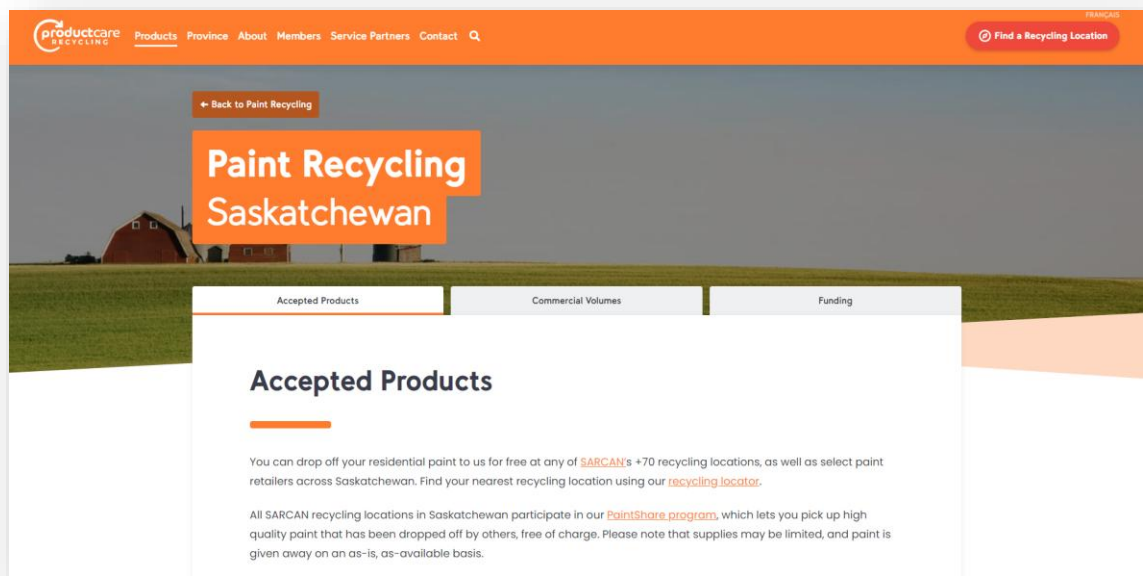 FRANÇAIS
productcare
RECYCLING
Products Province About Members Service Partners Contact
Find a Recycling Location
← Back to Paint Recycling
Paint Recycling
Saskatchewan
Accepted Products
Commercial Volumes
Funding
Accepted Products
You can drop off your residential paint to us for free at any of SARCAN's +70 recycling locations, as well as select paint
retailers across Saskatchewan. Find your nearest recycling location using our recycling locator.
All SARCAN recycling locations in Saskatchewan participate in our PaintShare program, which lets you pick up high
quality paint that has been dropped off by others, free of charge. Please note that supplies may be limited, and paint is
given away on an as-is, as-available basis.